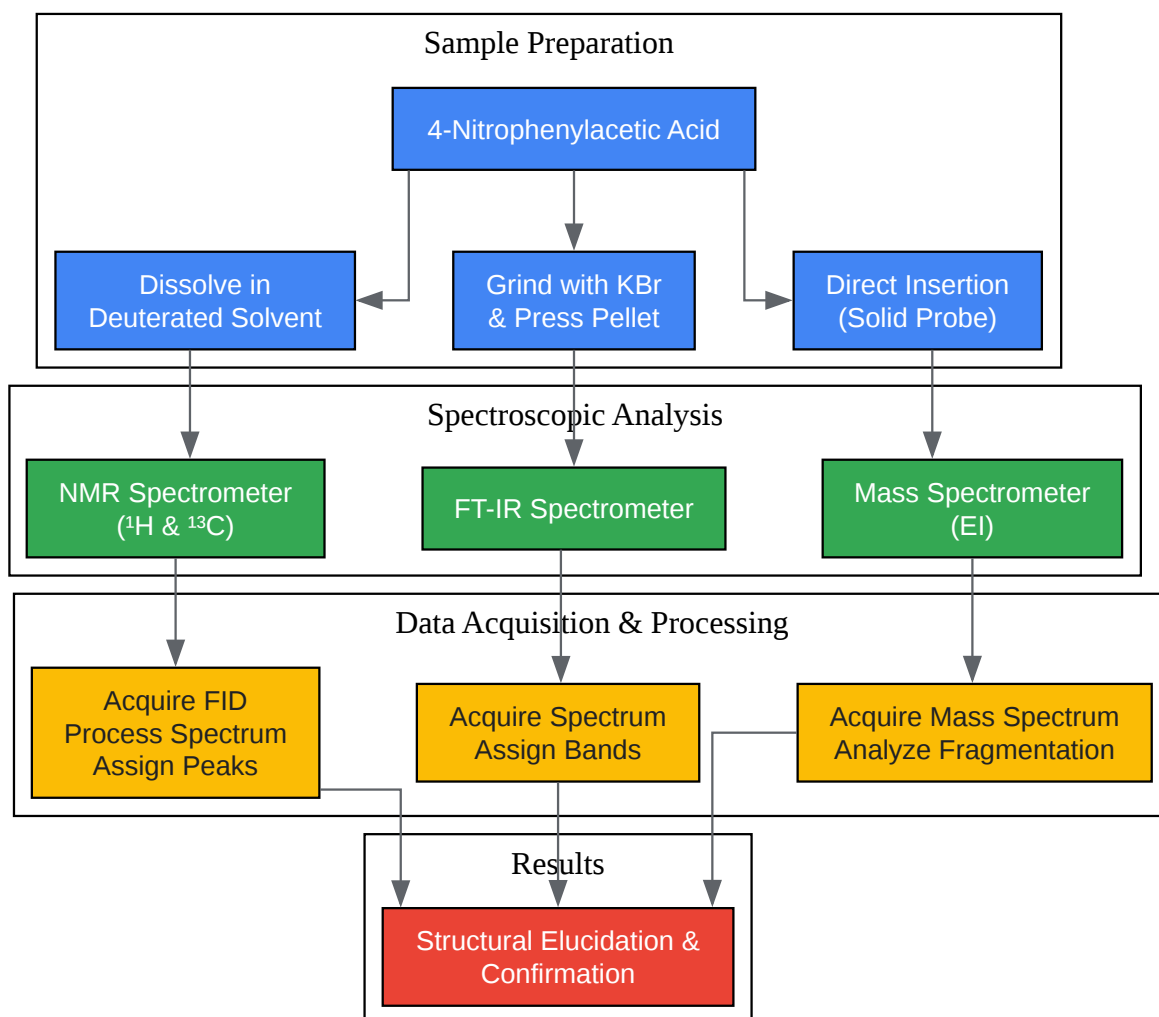 Sample Preparation
4-Nitrophenylacetic Acid
Dissolve in
Deuterated Solvent
Grind with KBr
& Press Pellet
Direct Insertion
(Solid Probe)
Spectroscopic Analysis
NMR Spectrometer
(¹H & ¹³C)
FT-IR Spectrometer
Mass Spectrometer
(EI)
Data Acquisition & Processing
Acquire FID
Process Spectrum
Assign Peaks
Acquire Spectrum
Assign Bands
Acquire Mass Spectrum
Analyze Fragmentation
Results
Structural Elucidation &
Confirmation